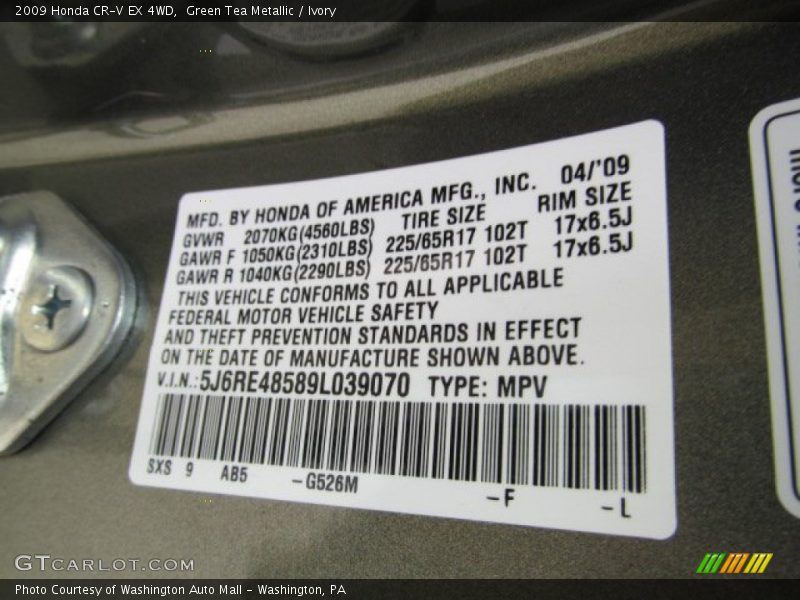 2009 Honda CR-V EX 4WD,  Green Tea Metallic / Ivory
MFD. BY HONDA OF AMERICA MFG., INC. 04/'09
GVWR 2070KG(4560LBS) TIRE SIZE RIM SIZE
GAWR F 1050KG(2310LBS) 225/65R17 102T 17x6.5J
GAWR R 1040KG(2290LBS) 225/65R17 102T 17x6.5J
THIS VEHICLE CONFORMS TO ALL APPLICABLE
FEDERAL MOTOR VEHICLE SAFETY
AND THEFT PREVENTION STANDARDS IN EFFECT
ON THE DATE OF MANUFACTURE SHOWN ABOVE.
V.I.N.:5J6RE48589L039070 TYPE: MPV
SXS 9 AB5 -G526M -F -L
GTCARCOT.COM
Photo Courtesy of Washington Auto Mall - Washington, PA